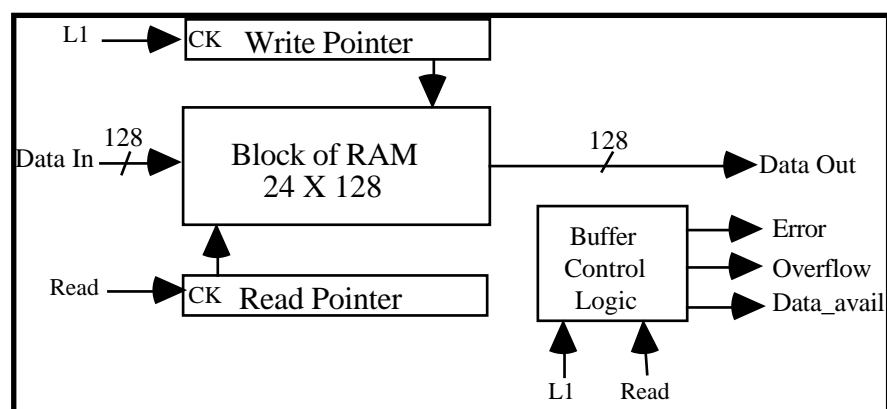 L1
CK Write Pointer
128
Data In
Block of RAM
24 X 128
128
Data Out
Read
CK Read Pointer
Buffer
Control
Logic
Error
Overflow
Data_avail
L1 Read